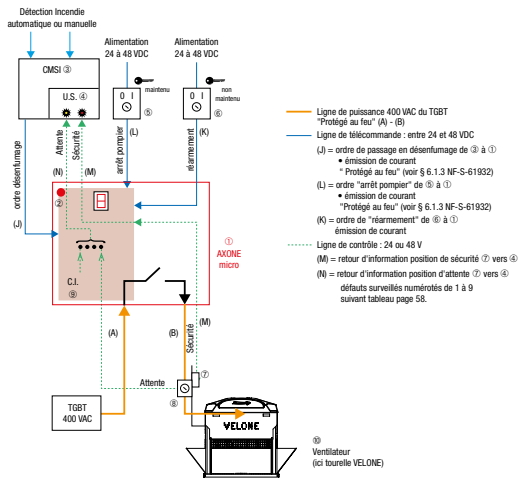 Détection Incendie
automatique ou manuelle
Alimentation
24 à 48 VDC
Alimentation
24 à 48 VDC
CMSI ③
U.S. ④
maintenu
0 I
⑤
non
maintenu
0 I
⑥
ordre désenfumage
(J)
Attente
(N)
Sécurité
(M)
arrêt pompier
(L)
réarmement
(K)
②
①
AXONE
micro
C.I.
⑨
(A)
(B)
Sécurité
(M)
Attente
⑦
⑧
TGBT
400 VAC
VELONE
⑩
Ventilateur
(ici tourelle VELONE)
Ligne de puissance 400 VAC du TGBT
"Protégé au feu" (A) - (B)
Ligne de télécommande : entre 24 et 48 VDC
(J) = ordre de passage en désenfumage de ③ à ①
• émission de courant
" Protégé au feu" (voir § 6.1.3 NF-S-61932)
(L) = ordre "arrêt pompier" de ⑤ à ①
• émission de courant
"Protégé au feu" (voir § 6.1.3 NF-S-61932)
(K) = ordre de "réarmement" de ⑥ à ①
émission de courant
Ligne de contrôle : 24 ou 48 V
(M) = retour d'information position de sécurité ⑦ vers ④
(N) = retour d'information position d'attente ⑦ vers ④
défauts surveillés numérotés de 1 à 9
suivant tableau page 58.